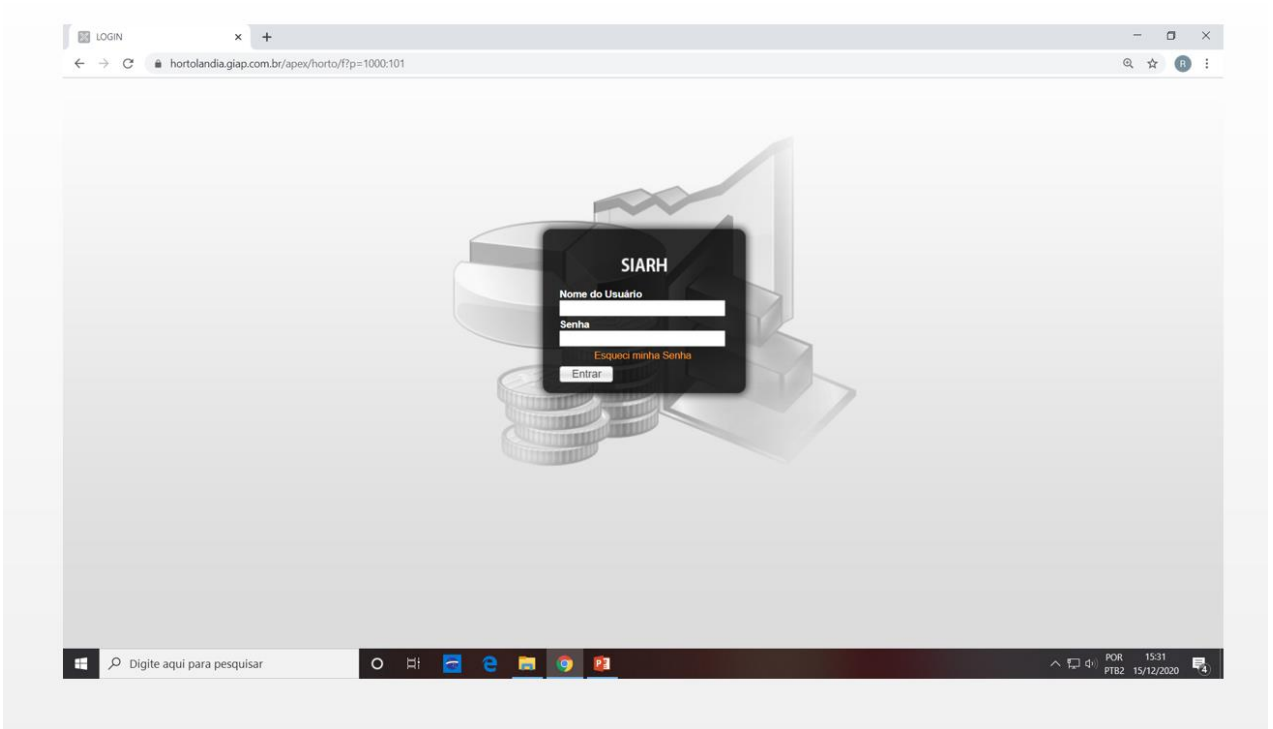 LOGIN
hortolandia.giap.com.br/apex/horto/f?p=1000:101
R
SIARH
Nome do Usuário
Senha
Esqueci minha Senha
Entrar
Digite aqui para pesquisar
POR 15:31
PTB2 15/12/2020
4